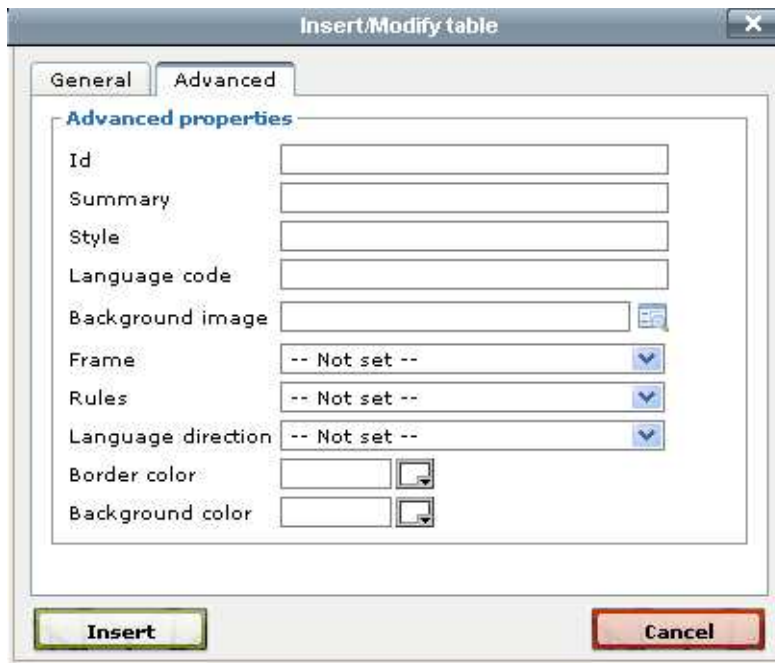 Insert/Modify table
General Advanced
Advanced properties
Id
Summary
Style
Language code
Background image
Frame -- Not set --
Rules -- Not set --
Language direction -- Not set --
Border color
Background color
Insert Cancel